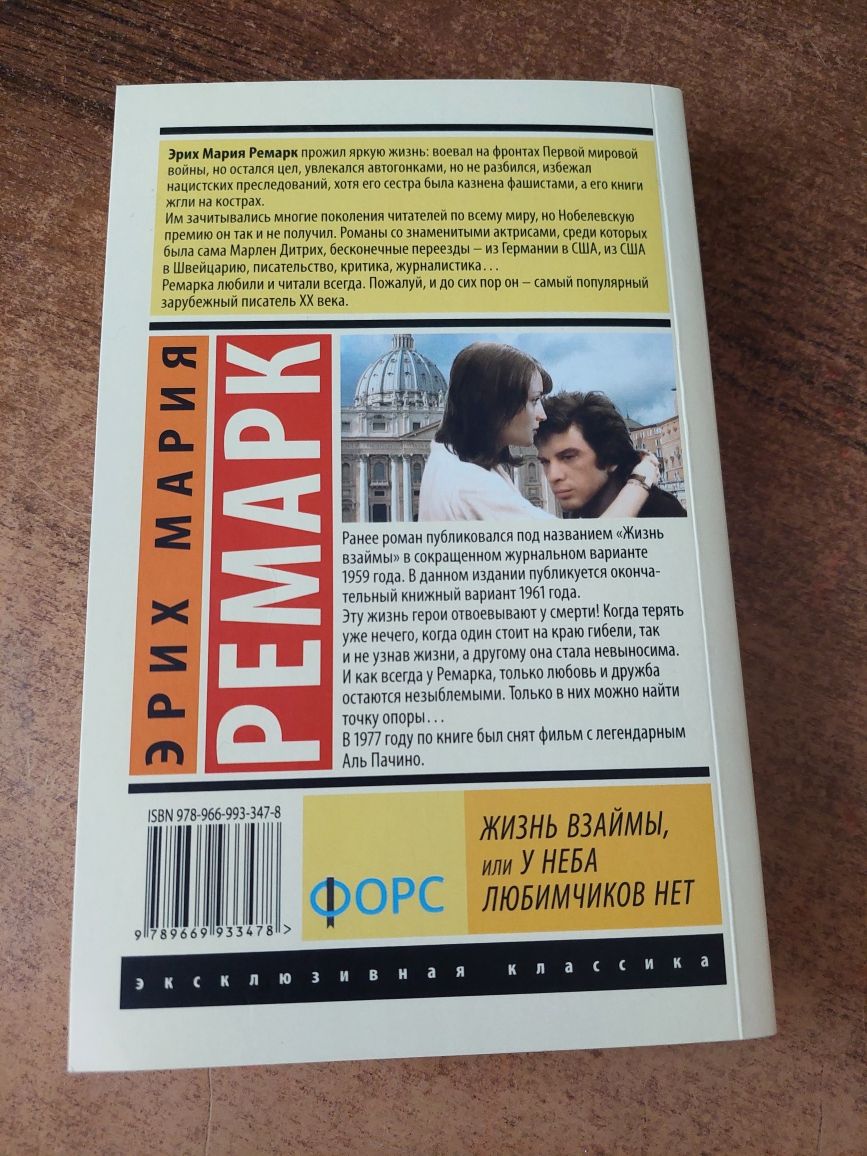 Эрих Мария Ремарк прожил яркую жизнь: воевал на фронтах Первой мировой
войны, но остался цел, увлекался автогонками, но не разбился, избежал
нацистских преследований, хотя его сестра была казнена фашистами, а его книги
жгли на кострах.
Им зачитывались многие поколения читателей по всему миру, но Нобелевскую
премию он так и не получил. Романы со знаменитыми актрисами, среди которых
была сама Марлен Дитрих, бесконечные переезды – из Германии в США, из США
в Швейцарию, писательство, критика, журналистика...
Ремарка любили и читали всегда. Пожалуй, и до сих пор он – самый популярный
зарубежный писатель XX века.
ЭРИХ МАРИЯ
РЕМАРК
Ранее роман публиковался под названием «Жизнь
взаймы» в сокращенном журнальном варианте
1959 года. В данном издании публикуется оконча-
тельный книжный вариант 1961 года.
Эту жизнь герои отвоевывают у смерти! Когда терять
уже нечего, когда один стоит на краю гибели, так
и не узнав жизни, а другому она стала невыносима.
И как всегда у Ремарка, только любовь и дружба
остаются незыблемыми. Только в них можно найти
точку опоры...
В 1977 году по книге был снят фильм с легендарным
Аль Пачино.
ISBN 978-966-993-347-8
9 789669 933478 >
ФОРС
ЖИЗНЬ ВЗАЙМЫ,
или У НЕБА
ЛЮБИМЧИКОВ НЕТ
эксклюзивная классика